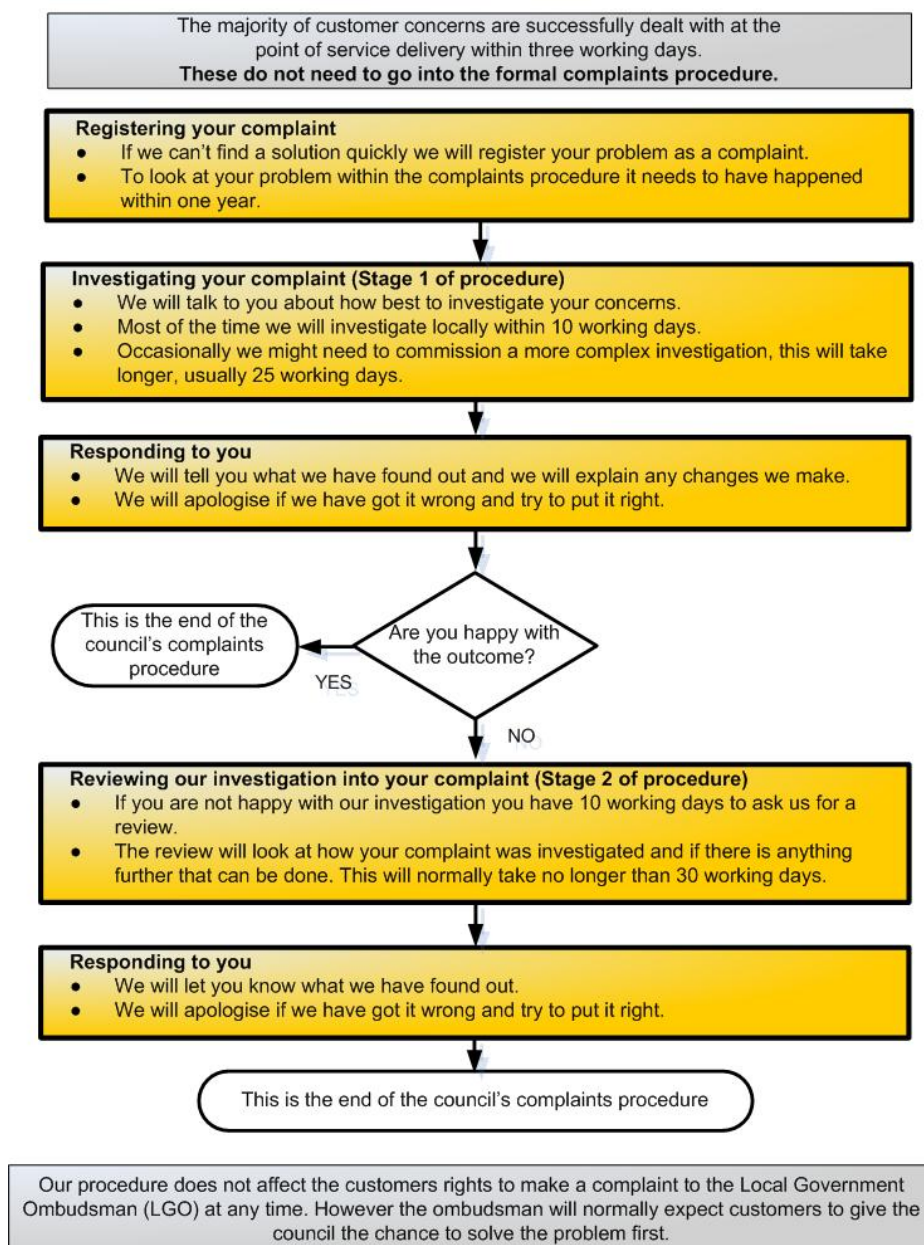 The majority of customer concerns are successfully dealt with at the
point of service delivery within three working days.
These do not need to go into the formal complaints procedure.
Registering your complaint
● If we can't find a solution quickly we will register your problem as a complaint.
● To look at your problem within the complaints procedure it needs to have happened
within one year.
Investigating your complaint (Stage 1 of procedure)
● We will talk to you about how best to investigate your concerns.
● Most of the time we will investigate locally within 10 working days.
● Occasionally we might need to commission a more complex investigation, this will take
longer, usually 25 working days.
Responding to you
● We will tell you what we have found out and we will explain any changes we make.
● We will apologise if we have got it wrong and try to put it right.
This is the end of the
council's complaints
procedure
Are you happy with
the outcome?
YES
NO
Reviewing our investigation into your complaint (Stage 2 of procedure)
● If you are not happy with our investigation you have 10 working days to ask us for a
review.
● The review will look at how your complaint was investigated and if there is anything
further that can be done. This will normally take no longer than 30 working days.
Responding to you
● We will let you know what we have found out.
● We will apologise if we have got it wrong and try to put it right.
This is the end of the council's complaints procedure
Our procedure does not affect the customers rights to make a complaint to the Local Government
Ombudsman (LGO) at any time. However the ombudsman will normally expect customers to give the
council the chance to solve the problem first.